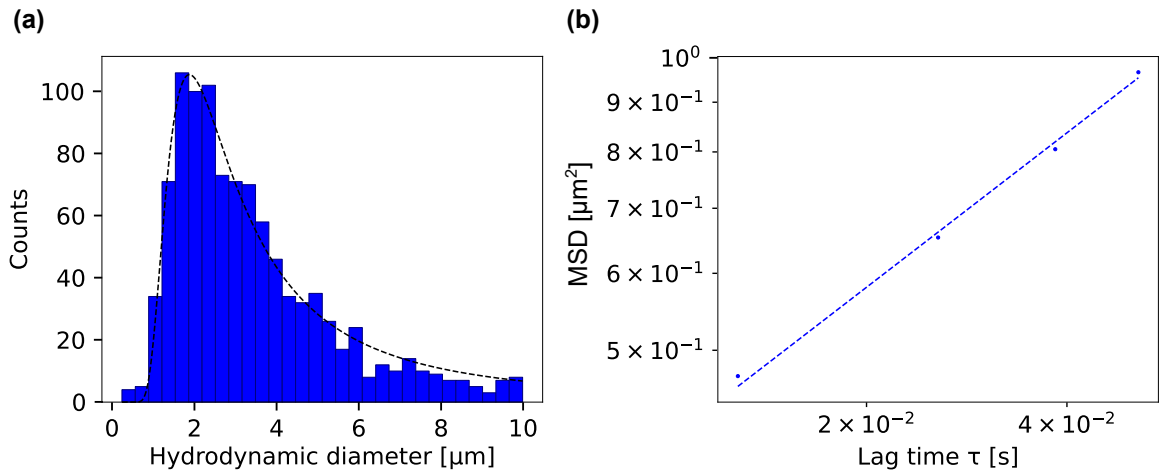 (a)
(b)
Counts
100
80
60
40
20
0
0 2 4 6 8 10
Hydrodynamic diameter [μm]
MSD [μm²]
10⁰
9 × 10⁻¹
8 × 10⁻¹
7 × 10⁻¹
6 × 10⁻¹
5 × 10⁻¹
2 × 10⁻² 4 × 10⁻²
Lag time τ [s]